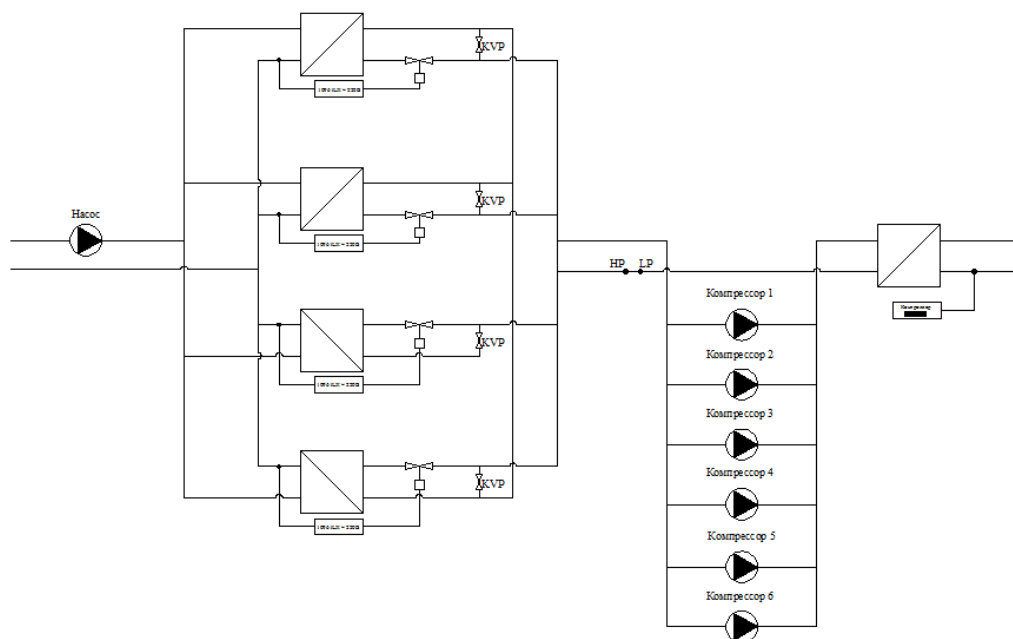 KVP
KVP
Насос
HP LP
Компрессор 1
Компрессор 2
KVP
Компрессор 3
Компрессор 4
KVP
Компрессор 5
Компрессор 6